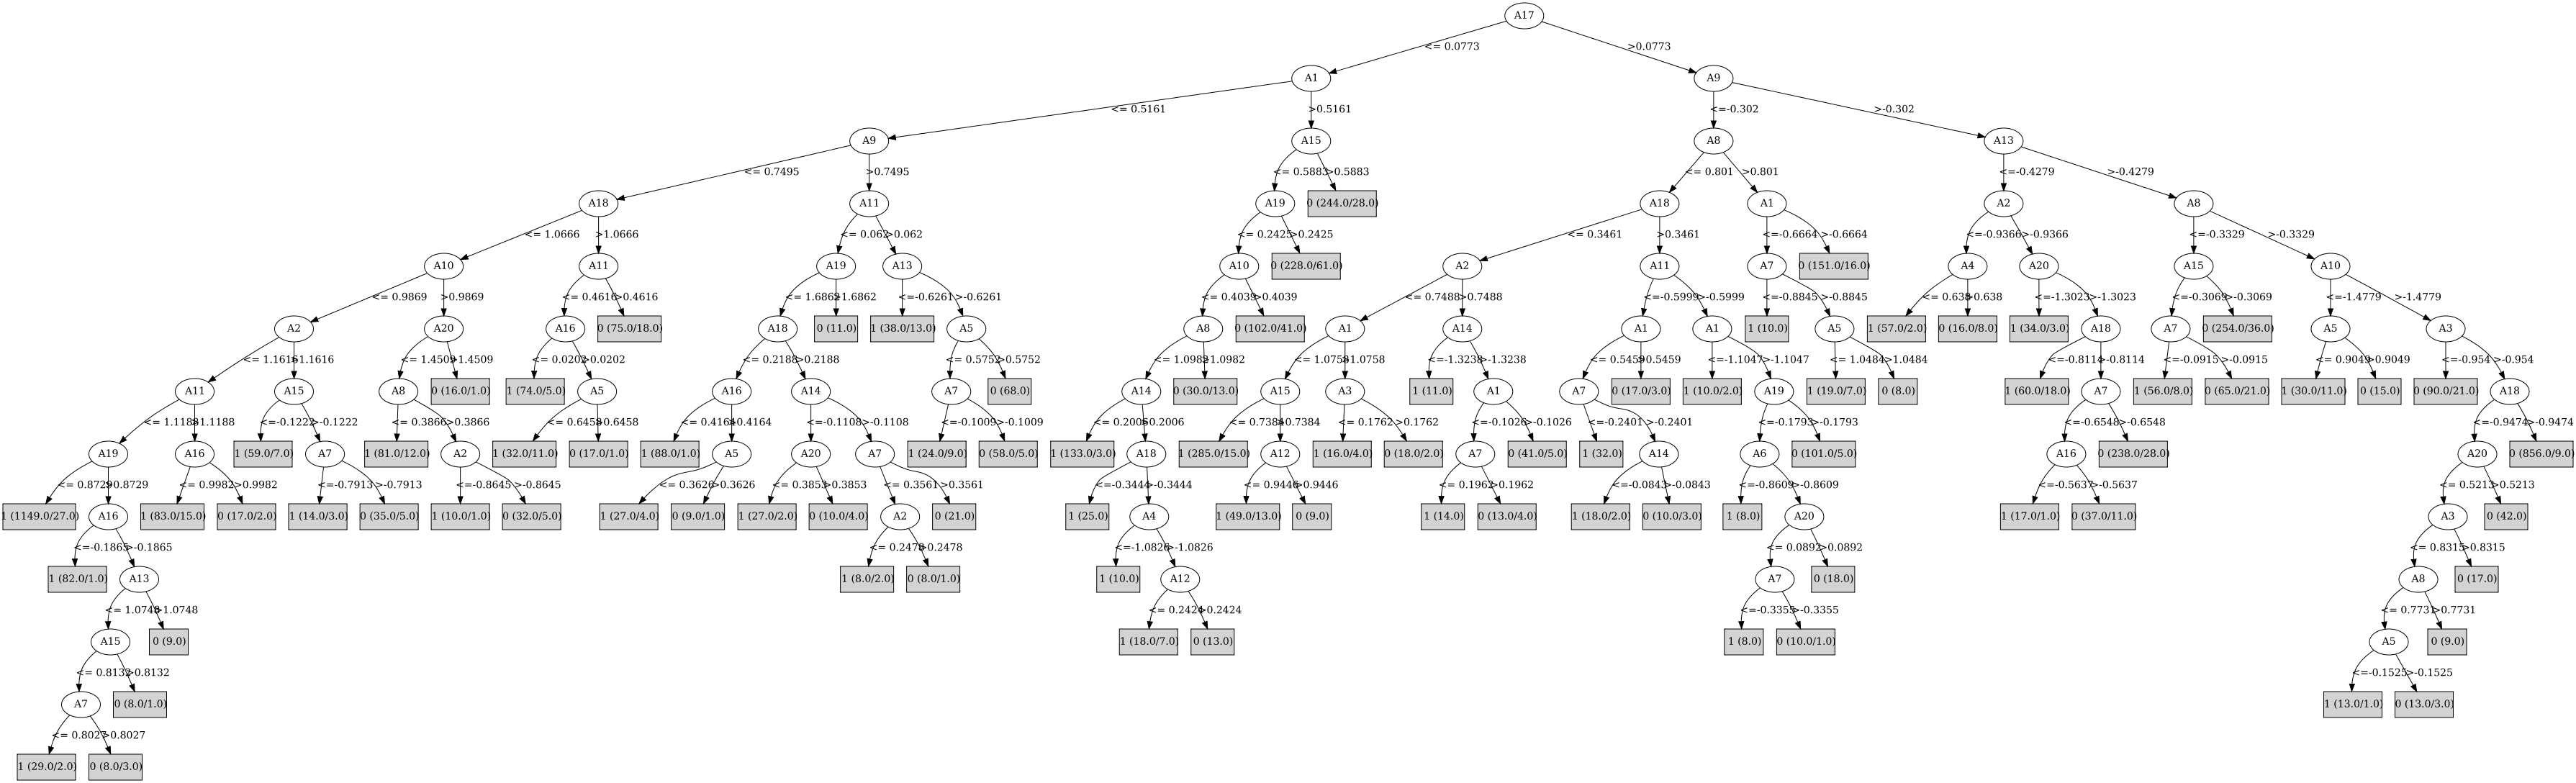 A17
<= 0.0773 >0.0773
A1 A9
<= 0.5161 >0.5161 <=-0.302 >-0.302
A9 A15 A8 A13
<= 0.7495 >0.7495 <= 0.5883 >0.5883 <= 0.801 >0.801 <=-0.4279 >-0.4279
A18 A11 A19 0 (244.0/28.0) A18 A1 A2 A8
<= 1.0666 >1.0666 <= 0.062 >0.062 <= 0.2425 >0.2425 <= 0.3461 >0.3461 <=-0.6664 >-0.6664 <=-0.9366 >-0.9366 <=-0.3329 >-0.3329
A10 A11 A19 A13 A10 0 (228.0/61.0) A2 A11 A7 0 (151.0/16.0) A4 A20 A15 A10
<= 0.9869 >0.9869 <= 0.4616 >0.4616 <= 1.6862 >1.6862 <=-0.6261 >-0.6261 <= 0.4039 >0.4039 <= 0.7488 >0.7488 <=-0.5999 >-0.5999 <=-0.8845 >-0.8845 <= 0.638 >0.638 <=-1.3023 >-1.3023 <=-0.3069 >-0.3069 <=-1.4779 >-1.4779
A2 A20 A16 0 (75.0/18.0) A18 0 (11.0) 1 (38.0/13.0) A5 A8 0 (102.0/41.0) A1 A14 A1 A1 1 (10.0) A5 1 (57.0/2.0) 0 (16.0/8.0) 1 (34.0/3.0) A18 A7 0 (254.0/36.0) A5 A3
<= 1.1616 >1.1616 <= 1.4509 >1.4509 <= 0.0202 >0.0202 <= 0.2188 >0.2188 <= 0.5752 >0.5752 <= 1.0982 >1.0982 <= 1.0758 >1.0758 <=-1.3238 >-1.3238 <= 0.5459 >0.5459 <=-1.1047 >-1.1047 <= 1.0484 >1.0484 <=-0.8114 >-0.8114 <=-0.0915 >-0.0915 <= 0.9049 >0.9049 <=-0.954 >-0.954
A11 A15 A8 0 (16.0/1.0) 1 (74.0/5.0) A5 A16 A14 A7 0 (68.0) A14 0 (30.0/13.0) A15 A3 1 (11.0) A1 A7 0 (17.0/3.0) 1 (10.0/2.0) A19 1 (19.0/7.0) 0 (8.0) 1 (60.0/18.0) A7 1 (56.0/8.0) 0 (65.0/21.0) 1 (30.0/11.0) 0 (15.0) 0 (90.0/21.0) A18
<= 1.1188 >1.1188 <=-0.1222 >-0.1222 <= 0.3866 >0.3866 <= 0.6458 >0.6458 <= 0.4164 >0.4164 <=-0.1108 >-0.1108 <=-0.1009 >-0.1009 <= 0.2006 >0.2006 <= 0.7384 >0.7384 <= 0.1762 >0.1762 <=-0.1026 >-0.1026 <=-0.2401 >-0.2401 <=-0.1793 >-0.1793 <=-0.6548 >-0.6548 <=-0.9474 >-0.9474
A19 A16 1 (59.0/7.0) A7 1 (81.0/12.0) A2 1 (32.0/11.0) 0 (17.0/1.0) 1 (88.0/1.0) A5 A20 A7 1 (24.0/9.0) 0 (58.0/5.0) 1 (133.0/3.0) A18 1 (285.0/15.0) A12 1 (16.0/4.0) 0 (18.0/2.0) A7 0 (41.0/5.0) 1 (32.0) A14 A6 0 (101.0/5.0) A16 0 (238.0/28.0) A20 0 (856.0/9.0)
<= 0.8729 >0.8729 <= 0.9982 >0.9982 <=-0.7913 >-0.7913 <=-0.8645 >-0.8645 <= 0.3626 >0.3626 <= 0.3853 >0.3853 <= 0.3561 >0.3561 <=-0.3444 >-0.3444 <= 0.9446 >0.9446 <= 0.1962 >0.1962 <=-0.0843 >-0.0843 <=-0.8609 >-0.8609 <=-0.5637 >-0.5637 <= 0.5213 >0.5213
1 (1149.0/27.0) A16 1 (83.0/15.0) 0 (17.0/2.0) 1 (14.0/3.0) 0 (35.0/5.0) 1 (10.0/1.0) 0 (32.0/5.0) 1 (27.0/4.0) 0 (9.0/1.0) 1 (27.0/2.0) 0 (10.0/4.0) A2 0 (21.0) 1 (25.0) A4 1 (49.0/13.0) 0 (9.0) 1 (14.0) 0 (13.0/4.0) 1 (18.0/2.0) 0 (10.0/3.0) 1 (8.0) A20 1 (17.0/1.0) 0 (37.0/11.0) A3 0 (42.0)
<=-0.1865 >-0.1865 <= 0.2478 >0.2478 <=-1.0826 >-1.0826 <= 0.0892 >0.0892 <= 0.8315 >0.8315
1 (82.0/1.0) A13 1 (8.0/2.0) 0 (8.0/1.0) 1 (10.0) A12 A7 0 (18.0) A8 0 (17.0)
<= 1.0748 >1.0748 <= 0.2424 >0.2424 <=-0.3355 >-0.3355 <= 0.7731 >0.7731
A15 0 (9.0) 1 (18.0/7.0) 0 (13.0) 1 (8.0) 0 (10.0/1.0) A5 0 (9.0)
<= 0.8132 >0.8132 <=-0.1525 >-0.1525
A7 0 (8.0/1.0) 1 (13.0/1.0) 0 (13.0/3.0)
<= 0.8027 >0.8027
1 (29.0/2.0) 0 (8.0/3.0)